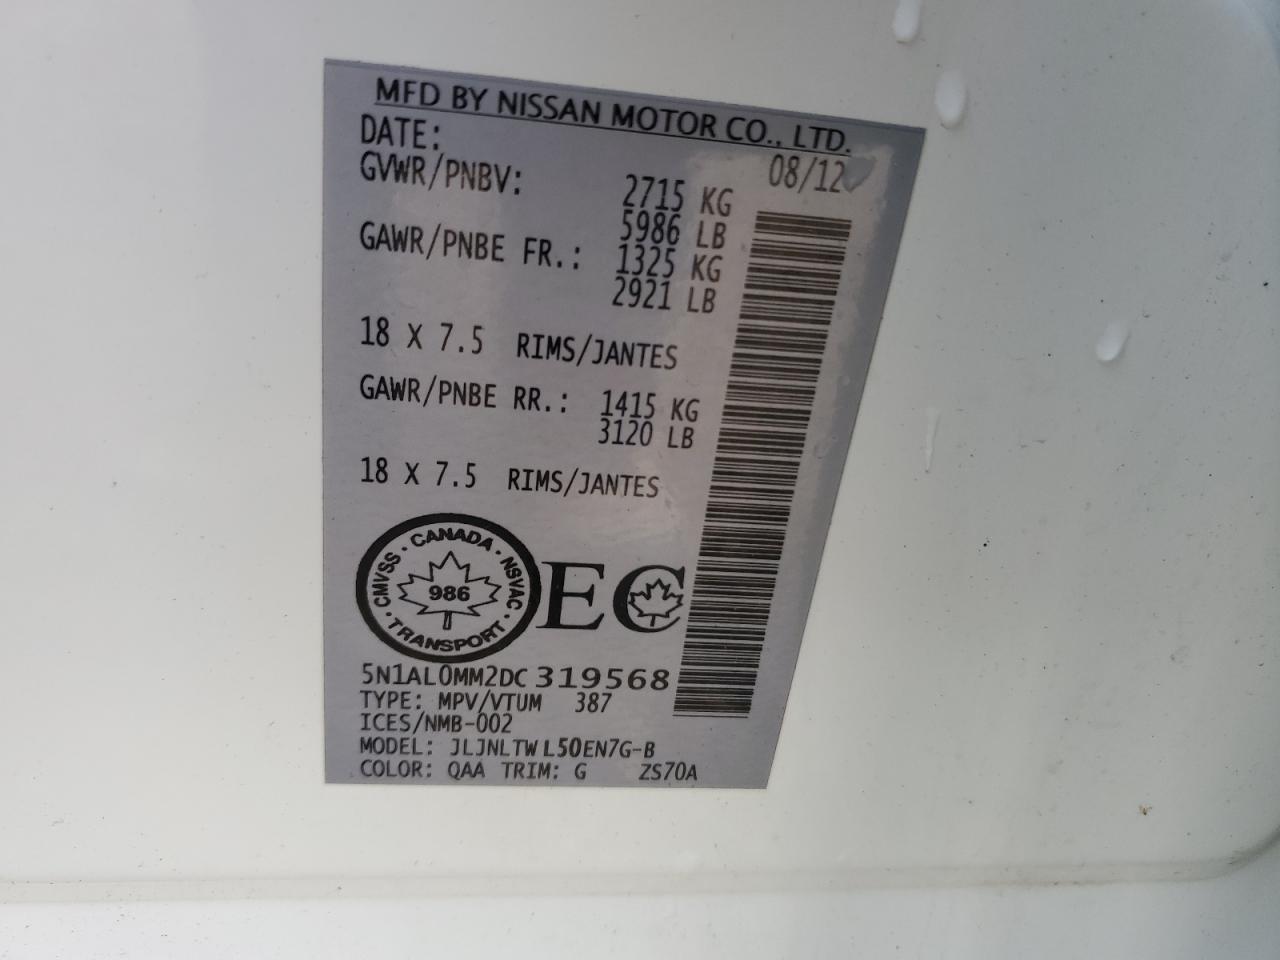 MFD BY NISSAN MOTOR CO., LTD.
DATE: 08/12
GVWR/PNBV: 2715 KG
5986 LB
GAWR/PNBE FR.: 1325 KG
2921 LB
18 X 7.5 RIMS/JANTES
GAWR/PNBE RR.: 1415 KG
3120 LB
18 X 7.5 RIMS/JANTES
CMVSS · CANADA · NSVAC · TRANSPORT ·
986
EC
5N1AL0MM2DC319568
TYPE: MPV/VTUM 387
ICES/NMB-002
MODEL: JLJNLTWL50EN7G-B
COLOR: QAA TRIM: G ZS70A